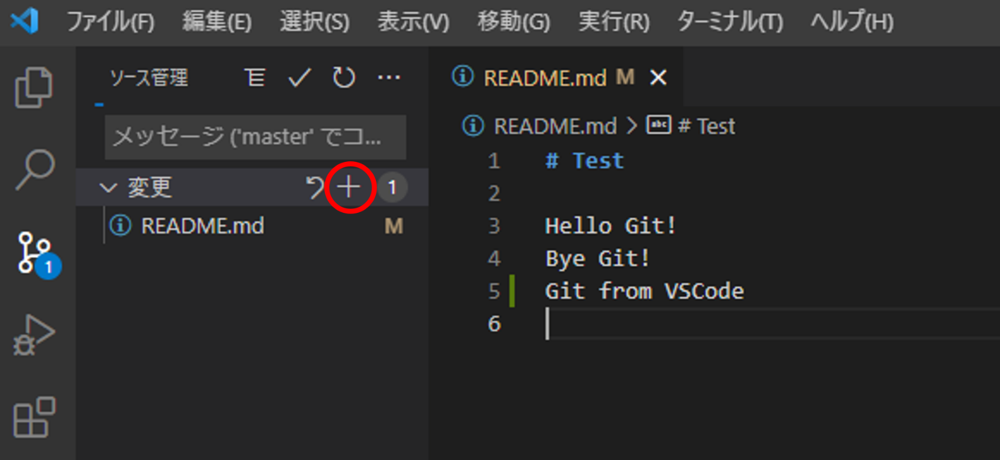 ファイル(F) 編集(E) 選択(S) 表示(V) 移動(G) 実行(R) ターミナル(T) ヘルプ(H)
ソース管理
メッセージ ('master' でコ...
変更 1
README.md M
1
README.md M
README.md > abc # Test
1 # Test
2
3 Hello Git!
4 Bye Git!
5 Git from VSCode
6